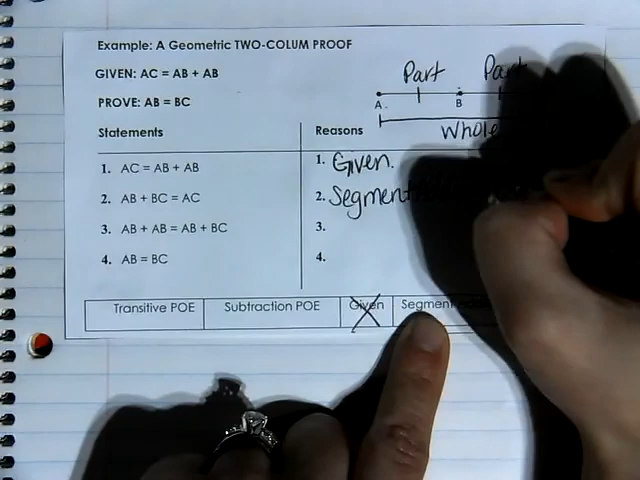 Example: A Geometric TWO-COLUM PROOF
GIVEN: AC = AB + AB
PROVE: AB = BC
Part Part
A B
Whole
Statements Reasons
1. AC = AB + AB 1. Given.
2. AB + BC = AC 2. Segment
3. AB + AB = AB + BC 3.
4. AB = BC 4.
Transitive POE Subtraction POE Given Segment